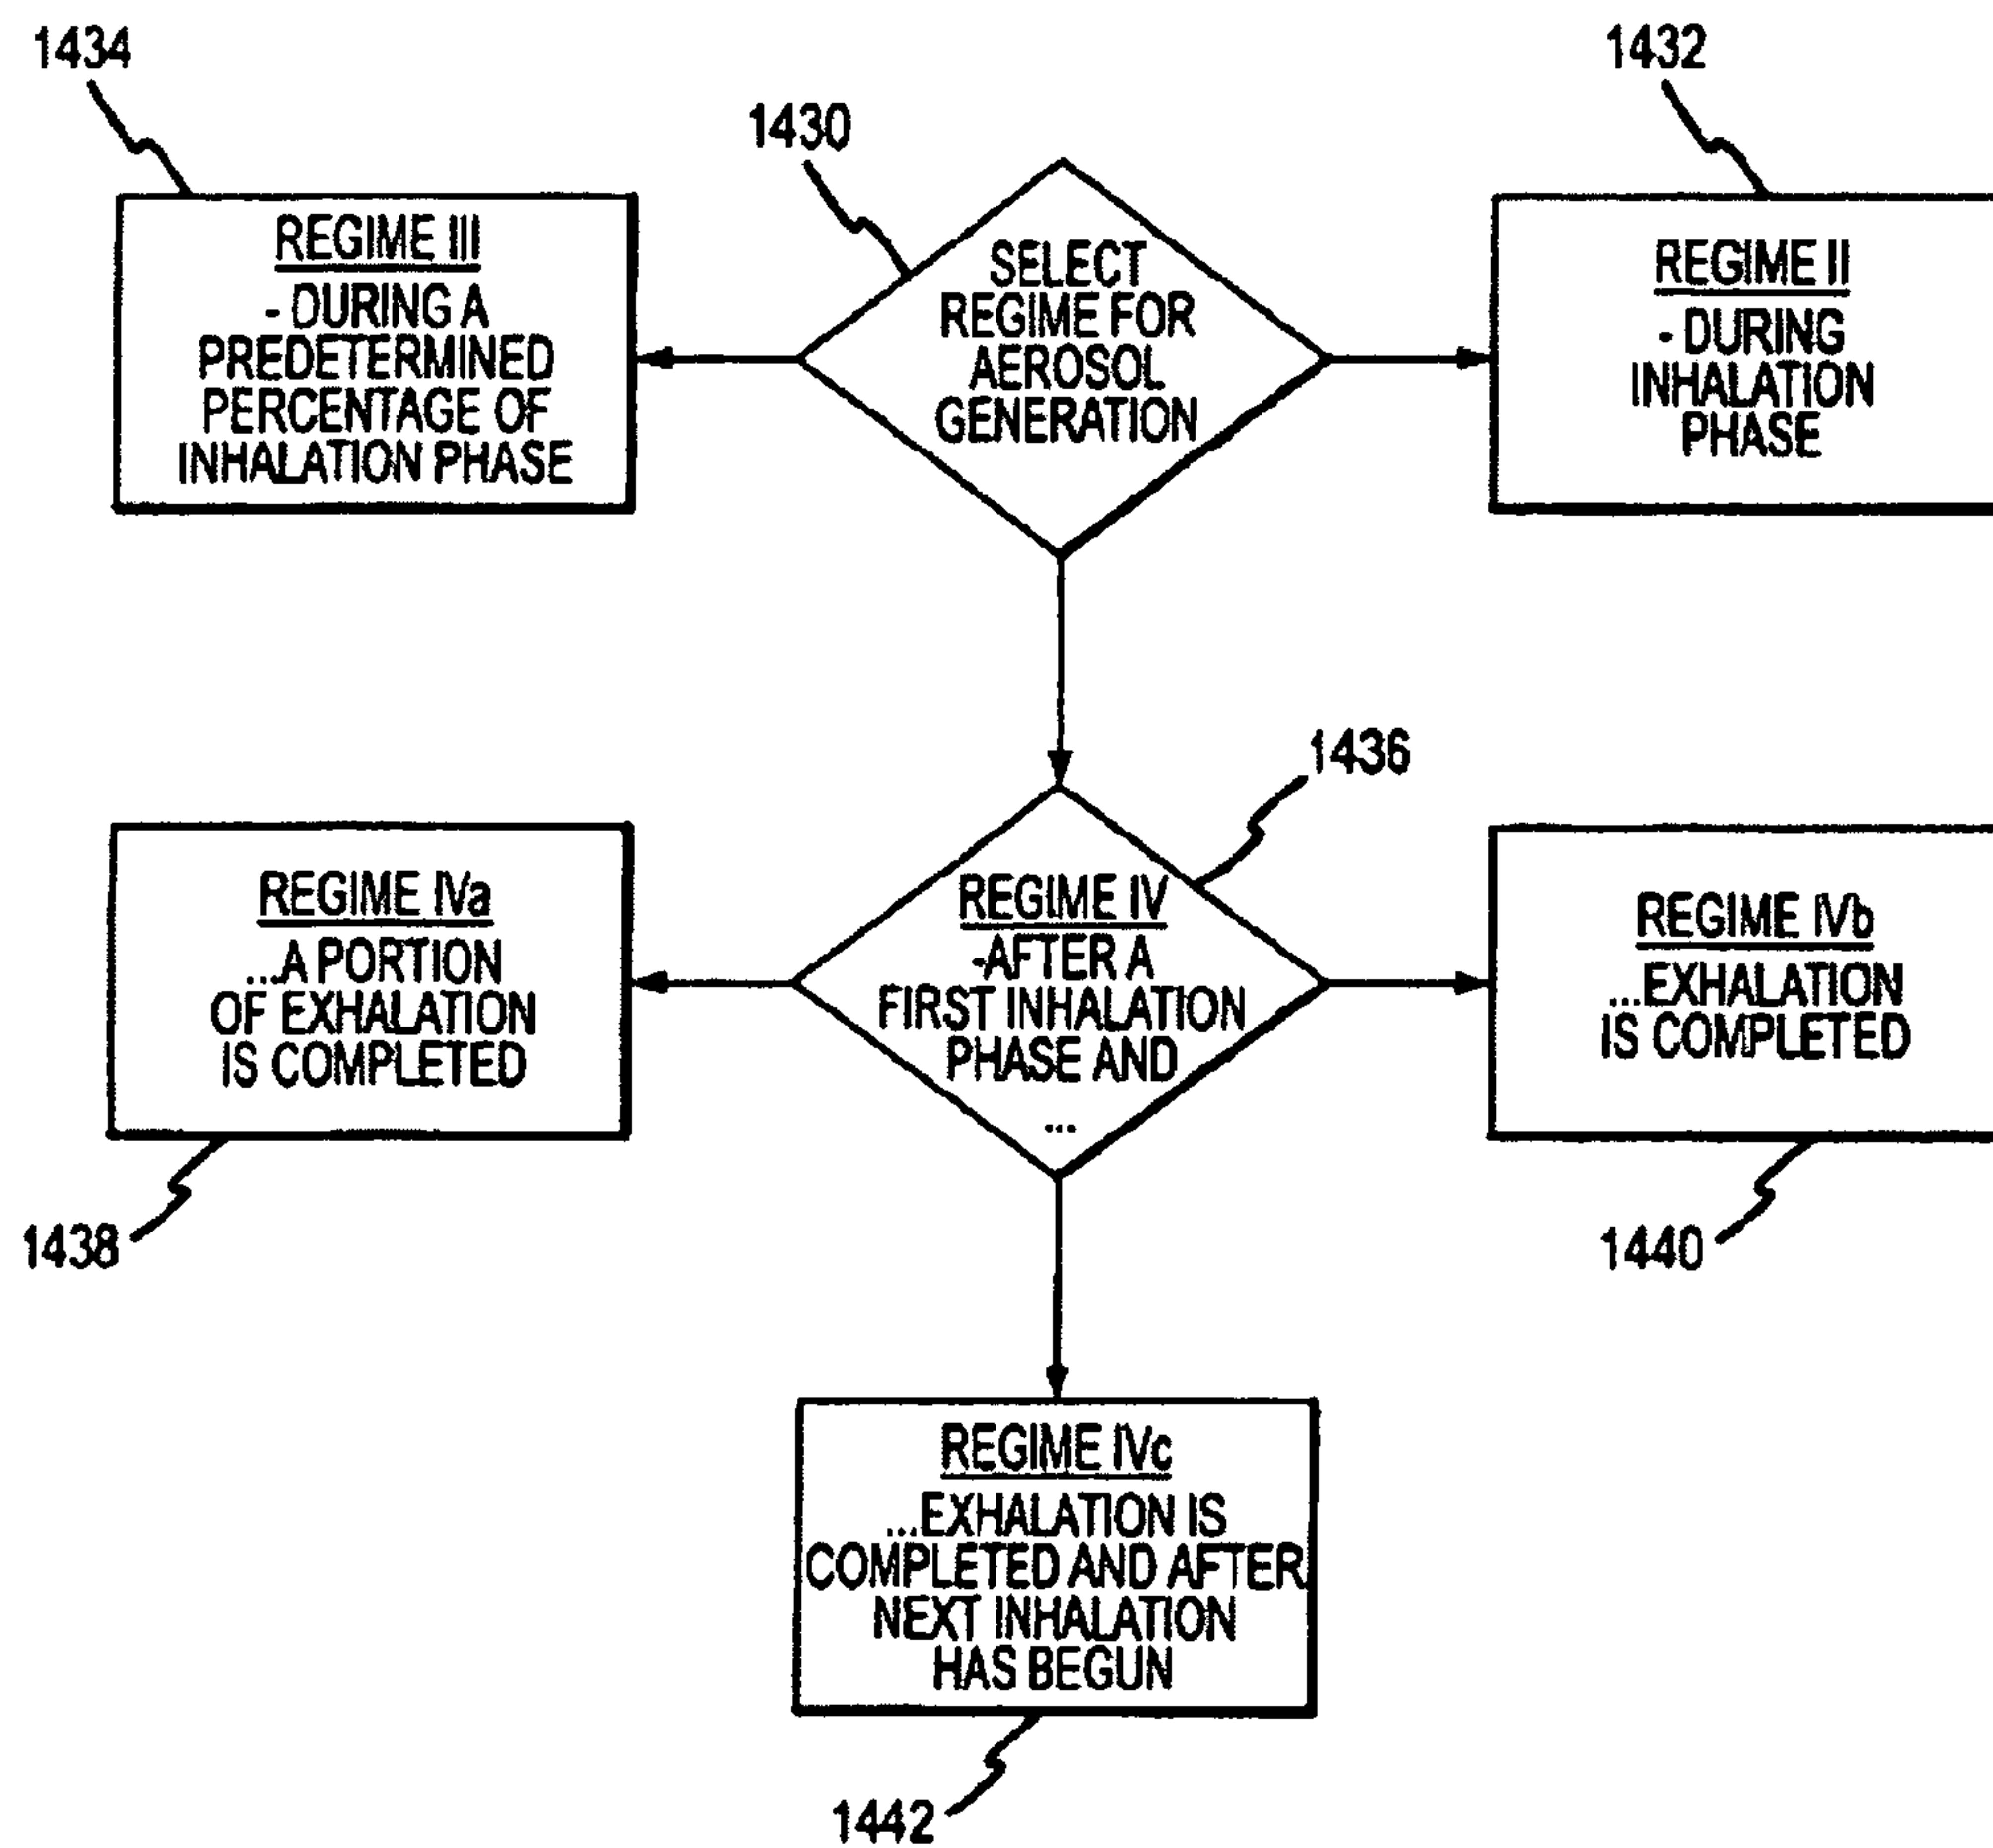 1434
1432
1430
REGIME III
- DURING A
PREDETERMINED
PERCENTAGE OF
INHALATION PHASE
SELECT
REGIME FOR
AEROSOL
GENERATION
REGIME II
- DURING
INHALATION
PHASE
1436
REGIME IVa
...A PORTION
OF EXHALATION
IS COMPLETED
REGIME IV
-AFTER A
FIRST INHALATION
PHASE AND
...
REGIME IVb
...EXHALATION
IS COMPLETED
1438
1440
REGIME IVc
...EXHALATION IS
COMPLETED AND AFTER
NEXT INHALATION
HAS BEGUN
1442